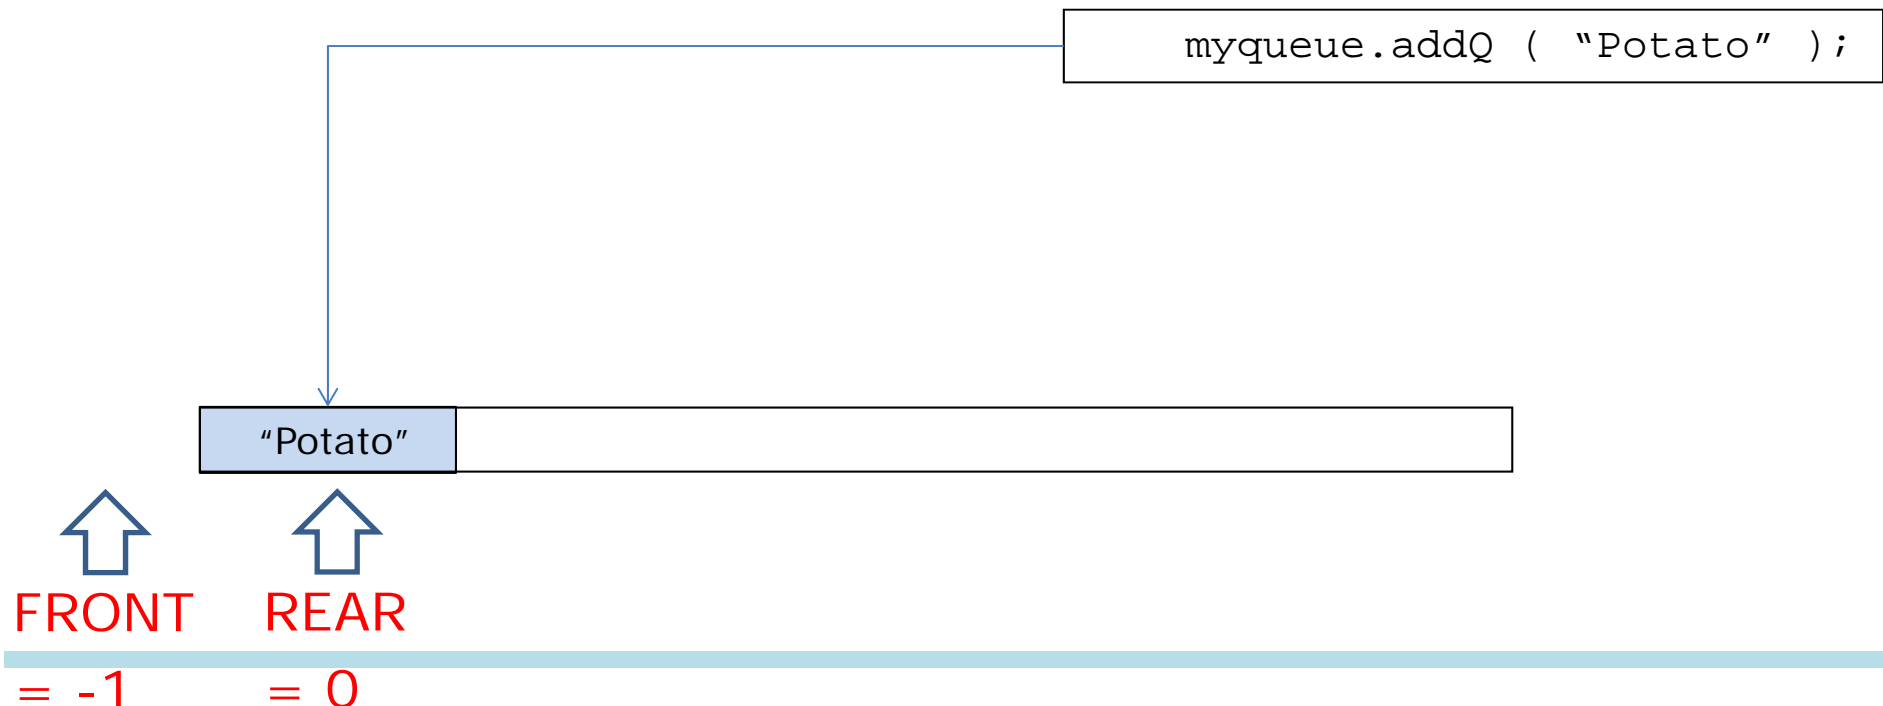 myqueue.addQ ( “Potato” );
“Potato”
FRONT REAR
= -1 = 0